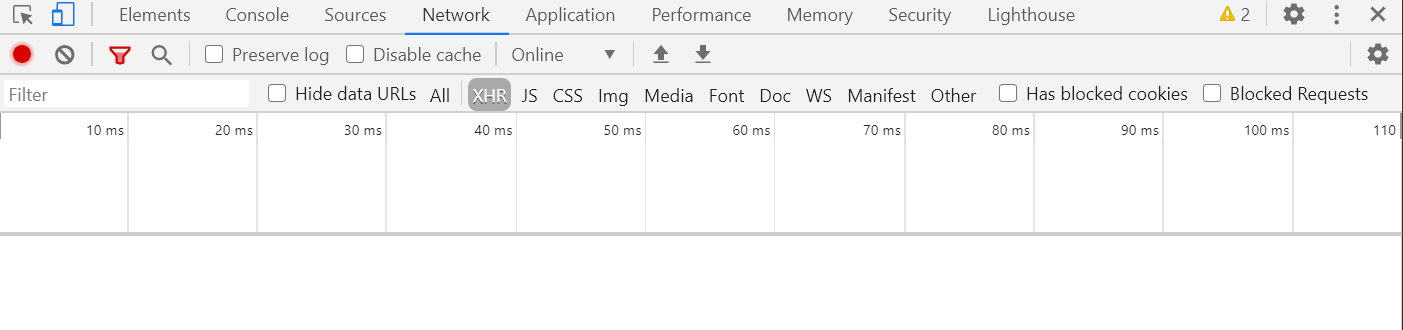 Elements Console Sources Network Application Performance Memory Security Lighthouse 2
Preserve log Disable cache Online
Filter Hide data URLs All XHR JS CSS Img Media Font Doc WS Manifest Other Has blocked cookies Blocked Requests
10 ms 20 ms 30 ms 40 ms 50 ms 60 ms 70 ms 80 ms 90 ms 100 ms 110